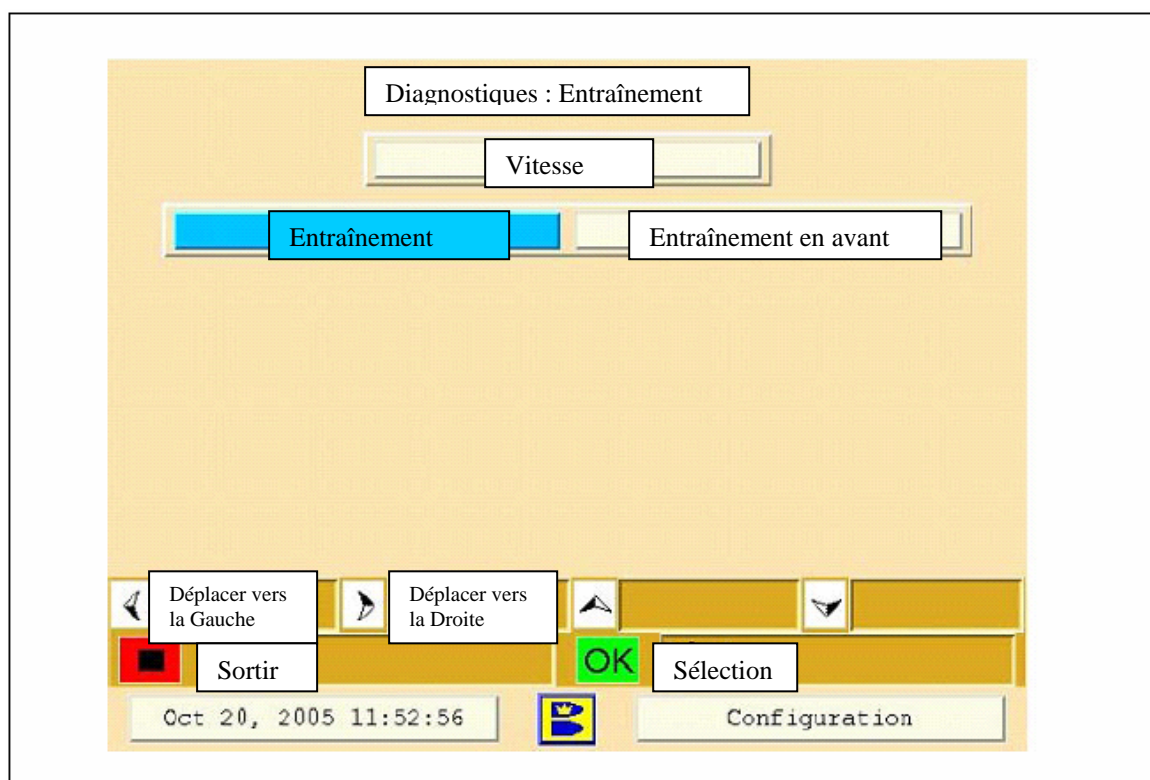 Diagnostiques : Entraînement
Vitesse
Entraînement
Entraînement en avant
Déplacer vers
la Gauche
Déplacer vers
la Droite
Sortir
OK
Sélection
Oct 20, 2005 11:52:56
Configuration